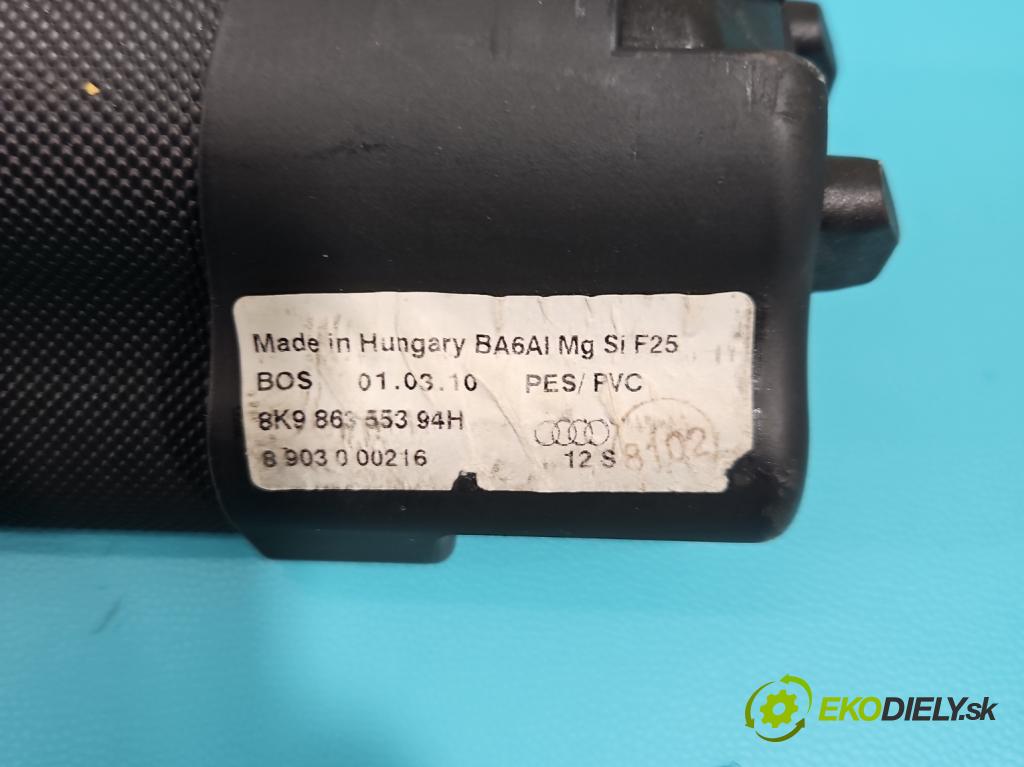 Made in Hungary BA6Al Mg Si F25
BOS 01.03.10 PES/PVC
8K9 863 553 94H
8 903 0 00216 12 S
8102
EKODIELY.sk